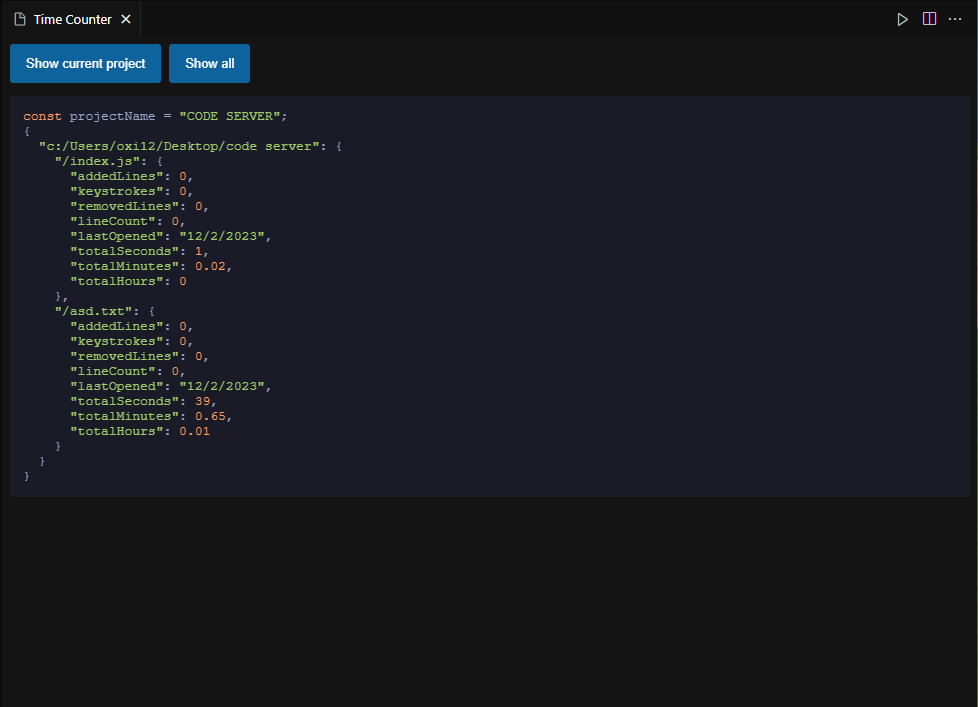 Time Counter
Show current project
Show all
const projectName = "CODE SERVER";
{
  "c:/Users/oxi12/Desktop/code server": {
    "/index.js": {
      "addedLines": 0,
      "keystrokes": 0,
      "removedLines": 0,
      "lineCount": 0,
      "lastOpened": "12/2/2023",
      "totalSeconds": 1,
      "totalMinutes": 0.02,
      "totalHours": 0
    },
    "/asd.txt": {
      "addedLines": 0,
      "keystrokes": 0,
      "removedLines": 0,
      "lineCount": 0,
      "lastOpened": "12/2/2023",
      "totalSeconds": 39,
      "totalMinutes": 0.65,
      "totalHours": 0.01
    }
  }
}